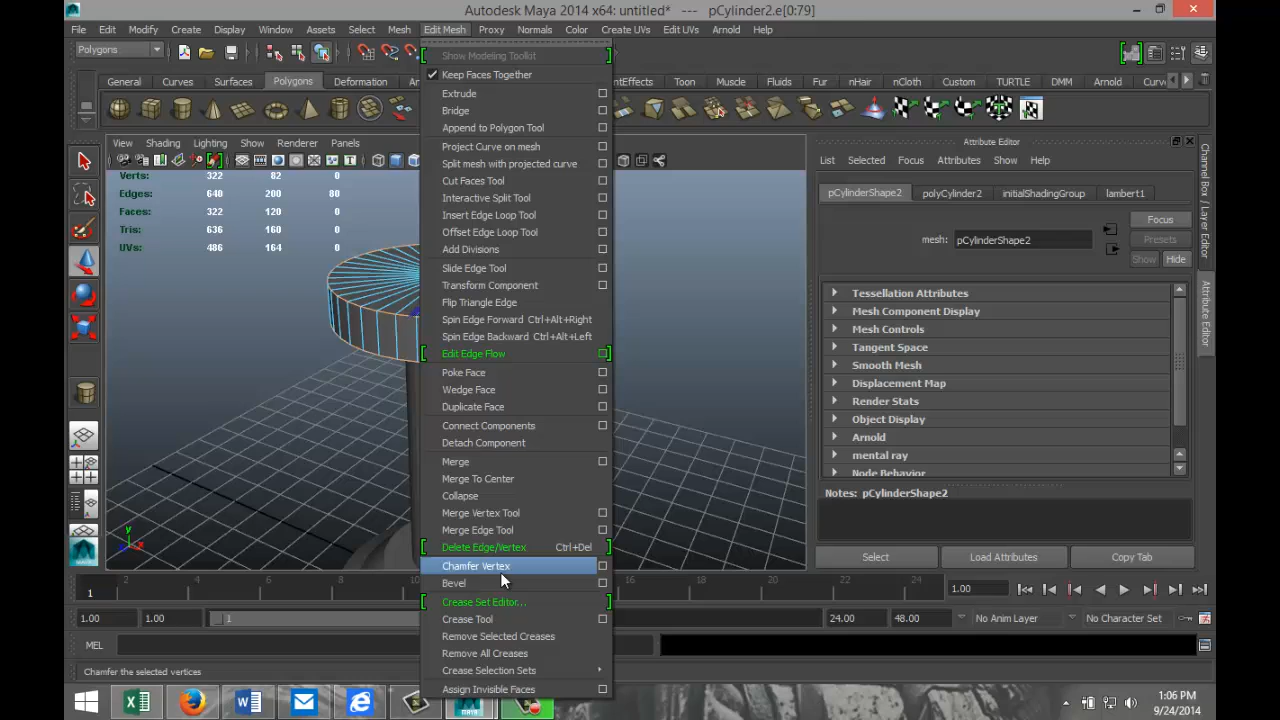 Autodesk Maya 2014 x64: untitled* --- pCylinder2.e[0:79]
File Edit Modify Create Display Window Assets Select Mesh Edit Mesh Proxy Normals Color Create UVs Edit UVs Arnold Help
Polygons
General Curves Surfaces Polygons Deformation Toon Muscle Fluids Fur nHair nCloth Custom TURTLE DMM Arnold
View Shading Lighting Show Renderer Panels
Verts: 322 82 0
Edges: 640 200 80
Faces: 322 120 0
Tris: 636 160 0
UVs: 486 164 0
Show Modeling Toolkit
Keep Faces Together
Extrude
Bridge
Append to Polygon Tool
Project Curve on mesh
Split mesh with projected curve
Cut Faces Tool
Interactive Split Tool
Insert Edge Loop Tool
Offset Edge Loop Tool
Add Divisions
Slide Edge Tool
Transform Component
Flip Triangle Edge
Spin Edge Forward Ctrl+Alt+Right
Spin Edge Backward Ctrl+Alt+Left
Edit Edge Flow
Poke Face
Wedge Face
Duplicate Face
Connect Components
Detach Component
Merge
Merge To Center
Collapse
Merge Vertex Tool
Merge Edge Tool
Delete Edge/Vertex Ctrl+Del
Chamfer Vertex
Bevel
Crease Set Editor...
Crease Tool
Remove Selected Creases
Remove All Creases
Crease Selection Sets
Assign Invisible Faces
Attribute Editor
List Selected Focus Attributes Show Help
pCylinderShape2 polyCylinder2 initialShadingGroup lambert1
Focus
mesh: pCylinderShape2 Presets
Show Hide
Tessellation Attributes
Mesh Component Display
Mesh Controls
Tangent Space
Smooth Mesh
Displacement Map
Render Stats
Object Display
Arnold
mental ray
Node Behavior
Notes: pCylinderShape2
Select Load Attributes Copy Tab
Channel Box / Layer Editor
Attribute Editor
y
z
1 2 4 6 8 10 16 18 20 22 24 1.00
1.00 1.00 1 24.00 48.00 No Anim Layer No Character Set
MEL
Chamfer the selected vertices
1:06 PM
9/24/2014